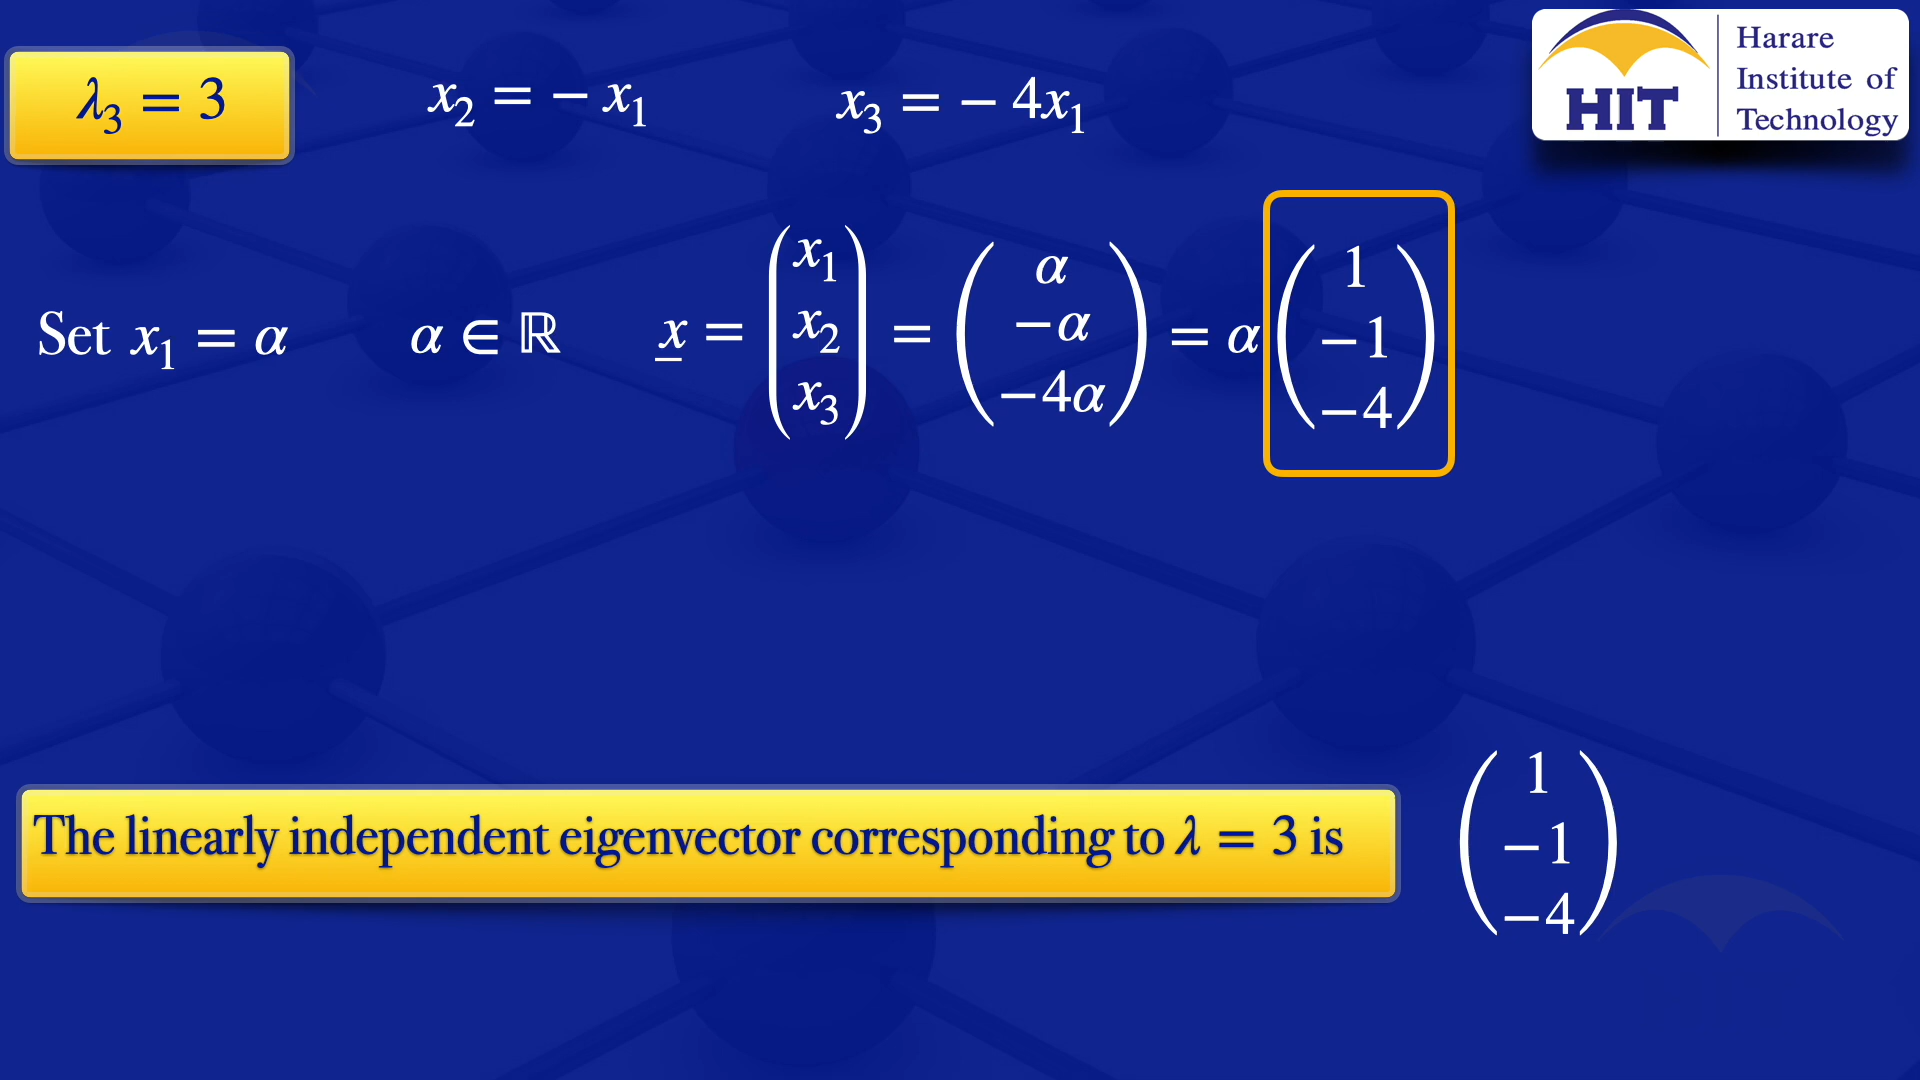 λ₃ = 3
x₂ = − x₁
x₃ = − 4x₁
HIT
Harare
Institute of
Technology
Set x₁ = α
α ∈ ℝ
x̲ = (x₁ x₂ x₃) = (α −α −4α) = α (1 −1 −4)
The linearly independent eigenvector corresponding to λ = 3 is
(1 −1 −4)